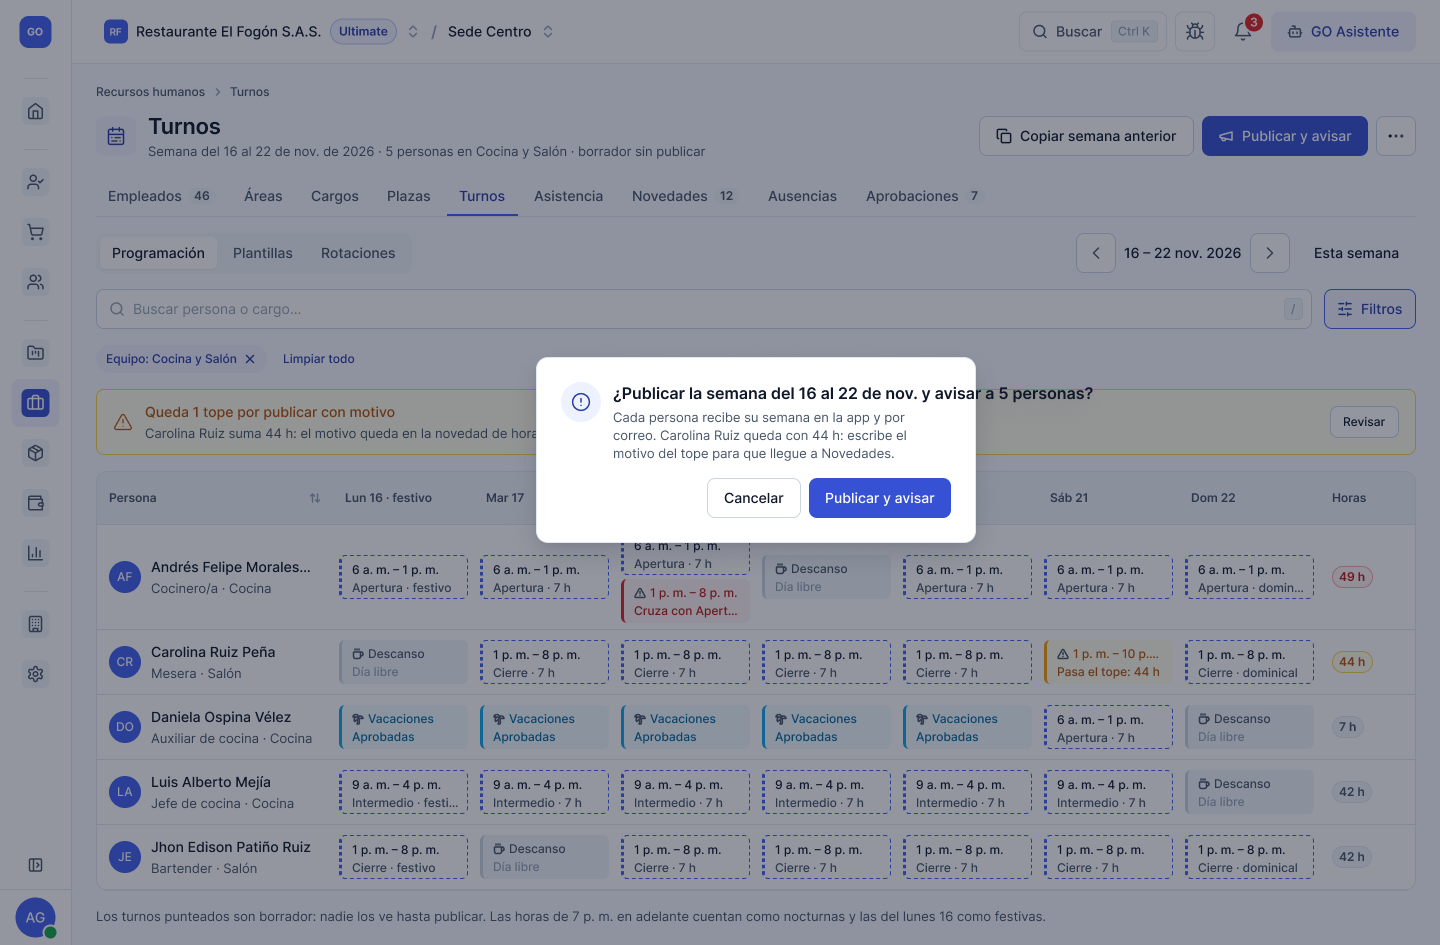 GO
RF Restaurante El Fogón S.A.S. Ultimate / Sede Centro
Buscar Ctrl K
3
GO Asistente
Recursos humanos > Turnos
Turnos
Semana del 16 al 22 de nov. de 2026 · 5 personas en Cocina y Salón · borrador sin publicar
Copiar semana anterior
Publicar y avisar
Empleados 46 Áreas Cargos Plazas Turnos Asistencia Novedades 12 Ausencias Aprobaciones 7
Programación Plantillas Rotaciones
16 – 22 nov. 2026
Esta semana
Buscar persona o cargo... /
Filtros
Equipo: Cocina y Salón
Limpiar todo
¿Publicar la semana del 16 al 22 de nov. y avisar a 5 personas?
Cada persona recibe su semana en la app y por
correo. Carolina Ruiz queda con 44 h: escribe el
motivo del tope para que llegue a Novedades.
Cancelar
Publicar y avisar
Queda 1 tope por publicar con motivo
Carolina Ruiz suma 44 h: el motivo queda en la novedad de hora
Revisar
Persona Lun 16 · festivo Mar 17 Sáb 21 Dom 22 Horas
AF
Andrés Felipe Morales...
Cocinero/a · Cocina
6 a. m. – 1 p. m.
Apertura · festivo
6 a. m. – 1 p. m.
Apertura · 7 h
6 a. m. – 1 p. m.
Apertura · 7 h
1 p. m. – 8 p. m.
Cruza con Apert...
Descanso
Día libre
6 a. m. – 1 p. m.
Apertura · 7 h
6 a. m. – 1 p. m.
Apertura · 7 h
6 a. m. – 1 p. m.
Apertura · domin...
49 h
CR
Carolina Ruiz Peña
Mesera · Salón
Descanso
Día libre
1 p. m. – 8 p. m.
Cierre · 7 h
1 p. m. – 8 p. m.
Cierre · 7 h
1 p. m. – 8 p. m.
Cierre · 7 h
1 p. m. – 8 p. m.
Cierre · 7 h
1 p. m. – 10 p....
Pasa el tope: 44 h
1 p. m. – 8 p. m.
Cierre · dominical
44 h
DO
Daniela Ospina Vélez
Auxiliar de cocina · Cocina
Vacaciones
Aprobadas
Vacaciones
Aprobadas
Vacaciones
Aprobadas
Vacaciones
Aprobadas
Vacaciones
Aprobadas
6 a. m. – 1 p. m.
Apertura · 7 h
Descanso
Día libre
7 h
LA
Luis Alberto Mejía
Jefe de cocina · Cocina
9 a. m. – 4 p. m.
Intermedio · festi...
9 a. m. – 4 p. m.
Intermedio · 7 h
9 a. m. – 4 p. m.
Intermedio · 7 h
9 a. m. – 4 p. m.
Intermedio · 7 h
9 a. m. – 4 p. m.
Intermedio · 7 h
9 a. m. – 4 p. m.
Intermedio · 7 h
Descanso
Día libre
42 h
JE
Jhon Edison Patiño Ruiz
Bartender · Salón
1 p. m. – 8 p. m.
Cierre · festivo
Descanso
Día libre
1 p. m. – 8 p. m.
Cierre · 7 h
1 p. m. – 8 p. m.
Cierre · 7 h
1 p. m. – 8 p. m.
Cierre · 7 h
1 p. m. – 8 p. m.
Cierre · 7 h
1 p. m. – 8 p. m.
Cierre · dominical
42 h
AG
Los turnos punteados son borrador: nadie los ve hasta publicar. Las horas de 7 p. m. en adelante cuentan como nocturnas y las del lunes 16 como festivas.